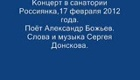 Концерт в санатории
Россиянка,17 февраля 2012
года.
Поёт Александр Божьев.
Слова и музыка Сергея
Донскова.